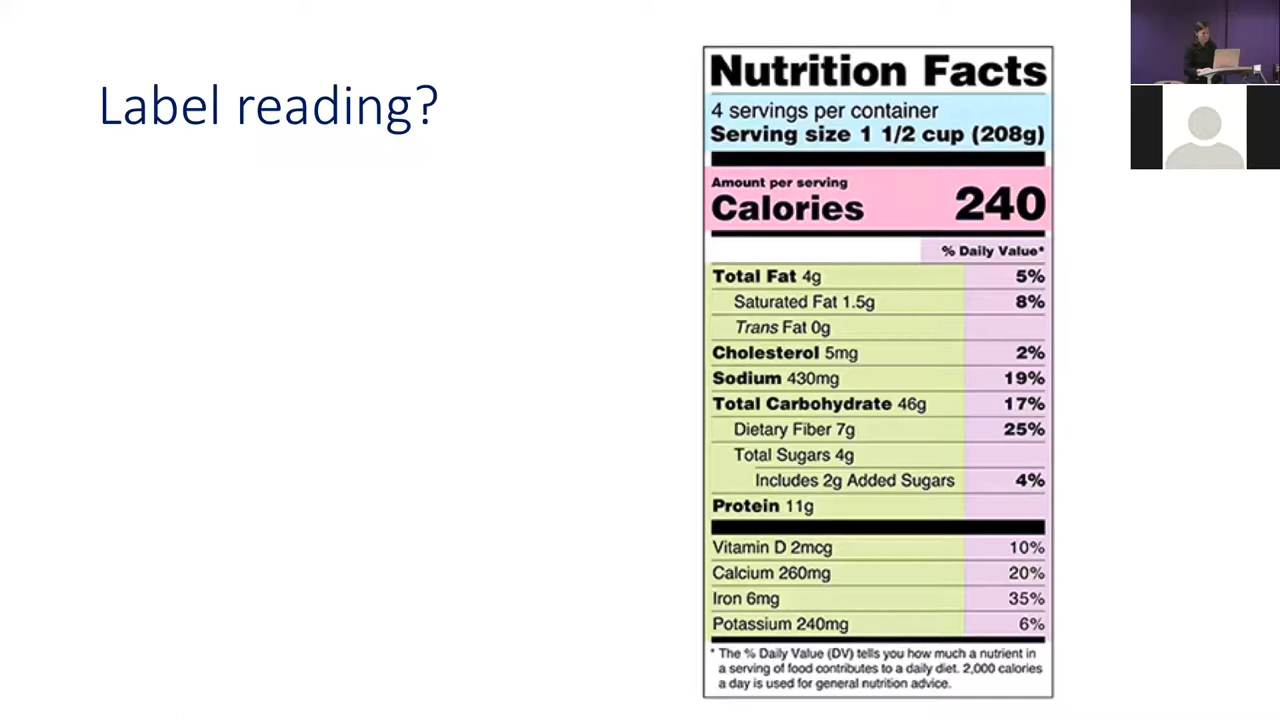 Label reading?
Nutrition Facts
4 servings per container
Serving size 1 1/2 cup (208g)
Amount per serving
Calories 240
% Daily Value*
Total Fat 4g 5%
Saturated Fat 1.5g 8%
Trans Fat 0g
Cholesterol 5mg 2%
Sodium 430mg 19%
Total Carbohydrate 46g 17%
Dietary Fiber 7g 25%
Total Sugars 4g
Includes 2g Added Sugars 4%
Protein 11g
Vitamin D 2mcg 10%
Calcium 260mg 20%
Iron 6mg 35%
Potassium 240mg 6%
* The % Daily Value (DV) tells you how much a nutrient in
a serving of food contributes to a daily diet. 2,000 calories
a day is used for general nutrition advice.